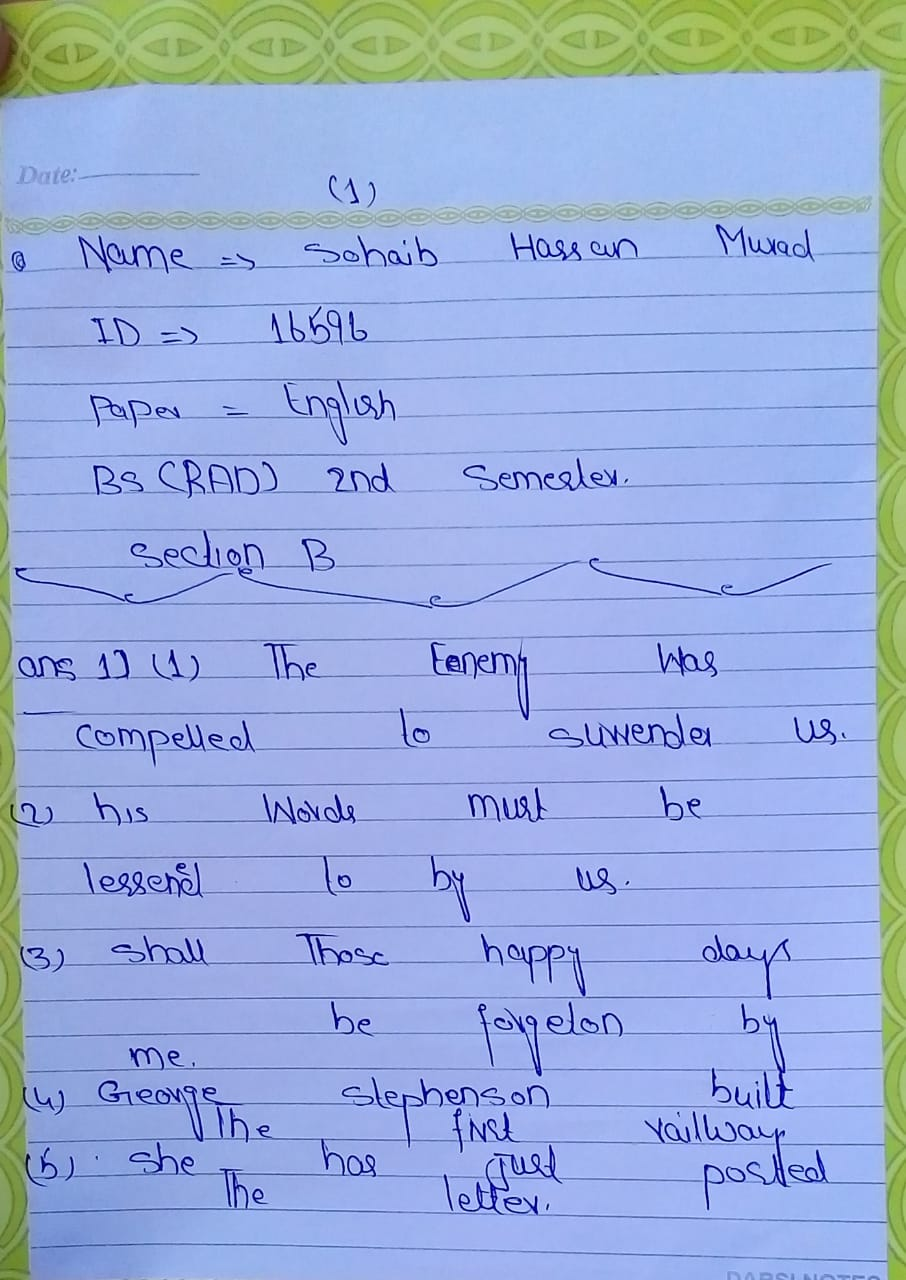 Date:
(1)
Name => Sohaib Hassan Murad
ID => 16596
Paper = English
BS (RAD) 2nd Semester.
Section B
ans 1] (1) The Eenemy Was
compelled to surrender us.
(2) his Words must be
lessened to by us.
(3) Shall Those happy days
be forgeton by
me.
(4) George Stephenson built
The first railway
(5) She has Just posted
The letter.